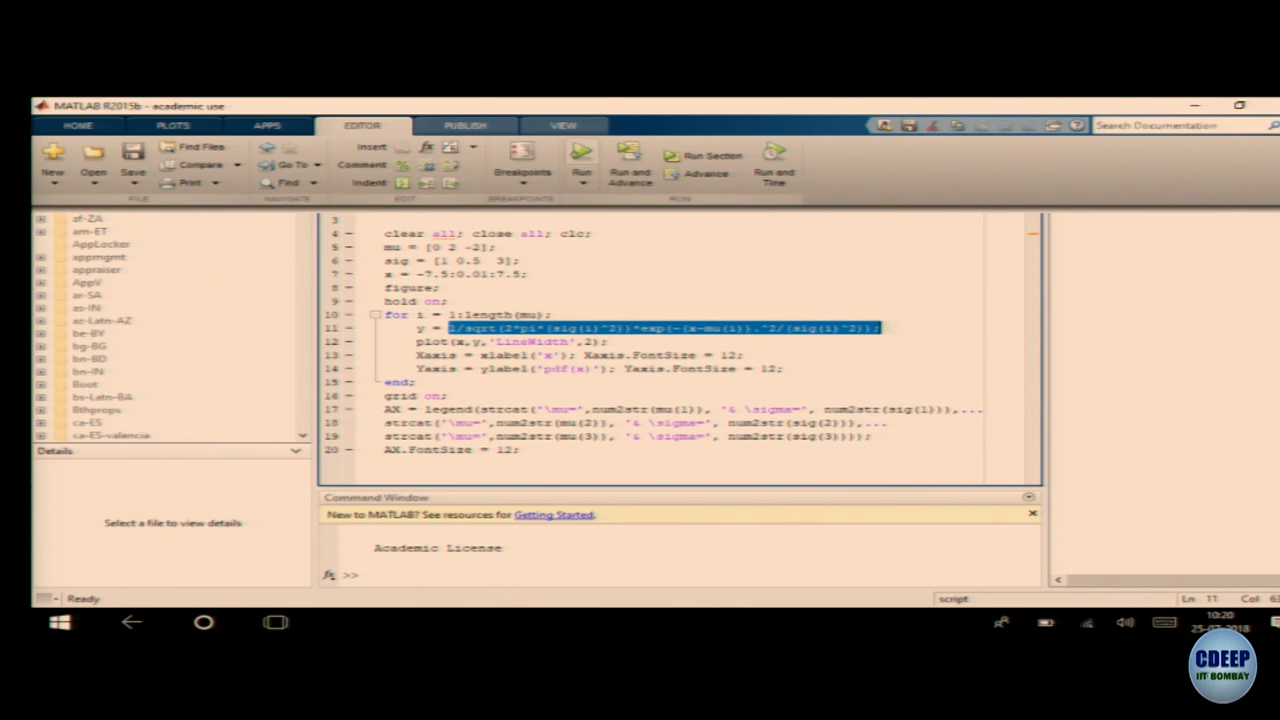 MATLAB R2015b - academic use
HOME PLOTS APPS EDITOR PUBLISH VIEW
Search Documentation
New Open Save
Find Files
Compare
Print
FILE
Go To
Find
NAVIGATE
Insert
Comment
Indent
EDIT
Breakpoints
BREAKPOINTS
Run
Run and Advance
Run Section
Advance
Run and Time
RUN
af-ZA
am-ET
AppLocker
appmgmt
appraiser
AppV
ar-SA
as-IN
az-Latn-AZ
be-BY
bg-BG
bn-BD
bn-IN
Boot
bs-Latn-BA
Bthprops
ca-ES
ca-ES-valencia
Details
Select a file to view details
3
4 - clear all; close all; clc;
5 - mu = [0 2 -2];
6 - sig = [1 0.5 3];
7 - x = -7.5:0.01:7.5;
8 - figure;
9 - hold on;
10 - for i = 1:length(mu);
11 - y = 1/sqrt(2*pi*(sig(i)^2))*exp(-(x-mu(i)).^2/(sig(i)^2));
12 - plot(x,y,'LineWidth',2);
13 - Xaxis = xlabel('x'); Xaxis.FontSize = 12;
14 - Yaxis = ylabel('pdf(x)'); Yaxis.FontSize = 12;
15 - end;
16 - grid on;
17 - AX = legend(strcat('\mu=',num2str(mu(1)), '& \sigma=', num2str(sig(1))),...
18 - strcat('\mu=',num2str(mu(2)), '& \sigma=', num2str(sig(2))),...
19 - strcat('\mu=',num2str(mu(3)), '& \sigma=', num2str(sig(3))));
20 - AX.FontSize = 12;
Command Window
New to MATLAB? See resources for Getting Started.
Academic License
fx >>
Ready
script
Ln 11 Col
10:20
CDEEP
IIT BOMBAY